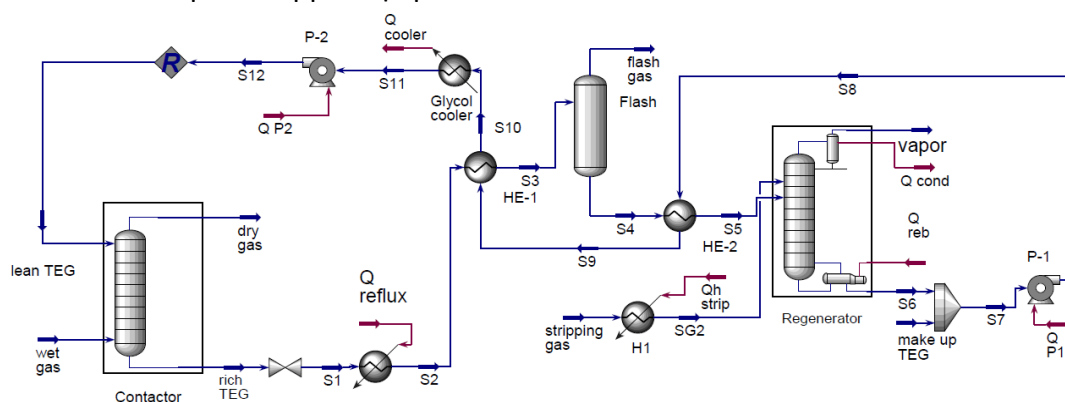 Q
cooler
P-2
R
S12
S11
Q P2
Glycol
cooler
S10
flash
gas
Flash
S8
S3
HE-1
vapor
Q cond
S4
S5
HE-2
S9
Q
reb
dry
gas
lean TEG
Q
reflux
Qh
strip
stripping
gas
H1
SG2
Regenerator
S6
S7
P-1
make up
TEG
Q
P1
wet
gas
rich
TEG
S1
S2
Contactor